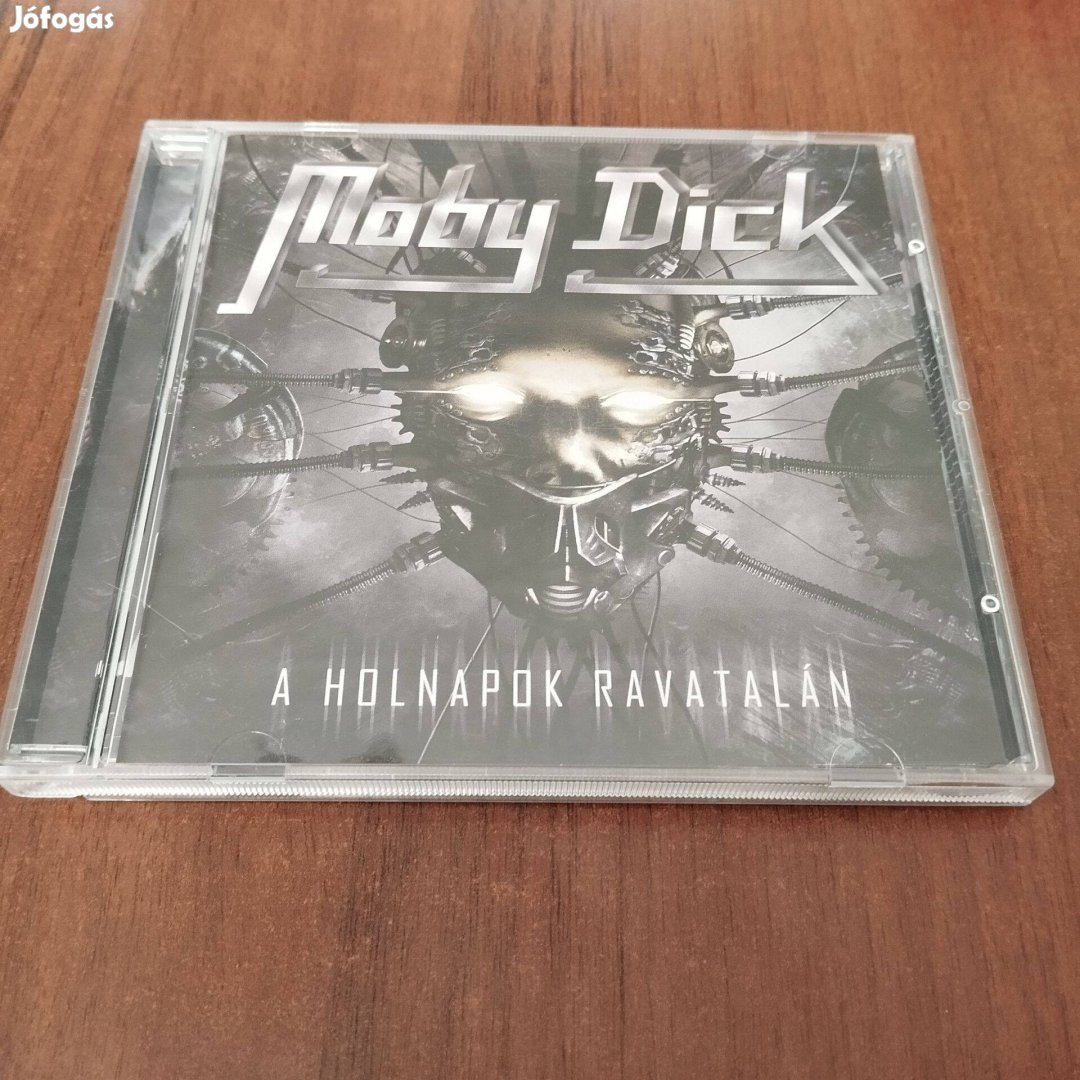 Jófogás
Moby Dick
A HOLNAPOK RAVATALÁN